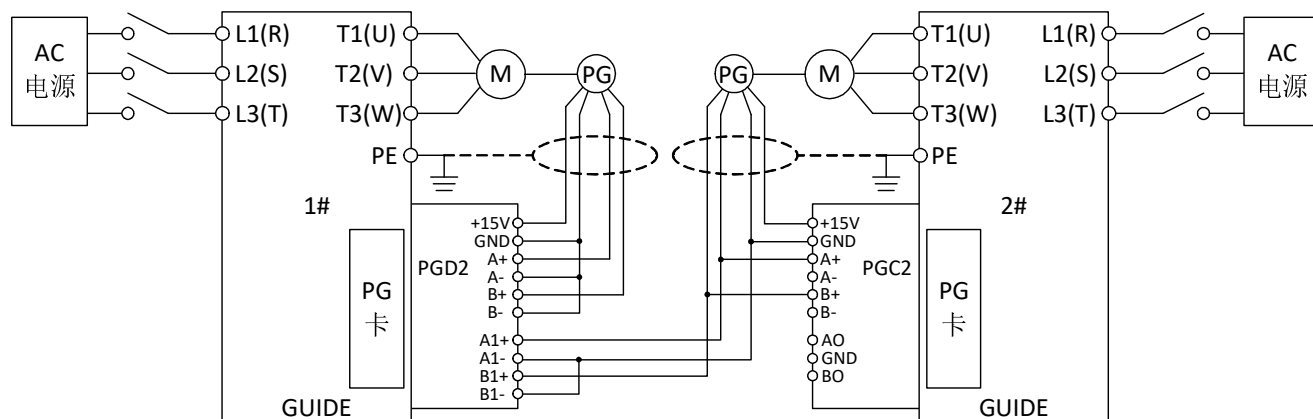 AC
电源
L1(R)
L2(S)
L3(T)
T1(U)
T2(V)
T3(W)
PE
M
PG
1#
PG
卡
PGD2
+15V
GND
A+
A-
B+
B-
A1+
A1-
B1+
B1-
GUIDE
PG
M
T1(U)
T2(V)
T3(W)
PE
L1(R)
L2(S)
L3(T)
AC
电源
2#
+15V
GND
A+
A-
B+
B-
AO
GND
BO
PGC2
PG
卡
GUIDE